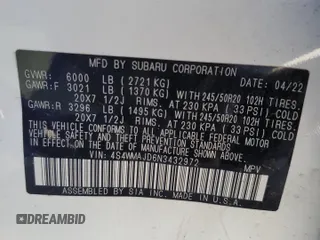 MFD. BY SUBARU CORPORATION
DATE: 04/22
GVWR: 6000 LB ( 2721 KG)
GAWR:F 3021 LB ( 1370 KG) WITH 245/50R20 102H TIRES,
20X7 1/2J RIMS, AT 230 KPA ( 33 PSI) COLD
GAWR:R 3296 LB ( 1495 KG) WITH 245/50R20 102H TIRES,
20X7 1/2J RIMS, AT 230 KPA ( 33 PSI) COLD
THIS VEHICLE CONFORMS TO ALL APPLICABLE
FEDERAL MOTOR VEHICLE SAFETY STANDARDS
IN EFFECT ON THE DATE OF MANUFACTURE SHOWN ABOVE.
VIN: 4S4WMAJD6N3432972
MPV
ASSEMBLED BY SIA INC. MADE IN U.S.A.
DREAMBID